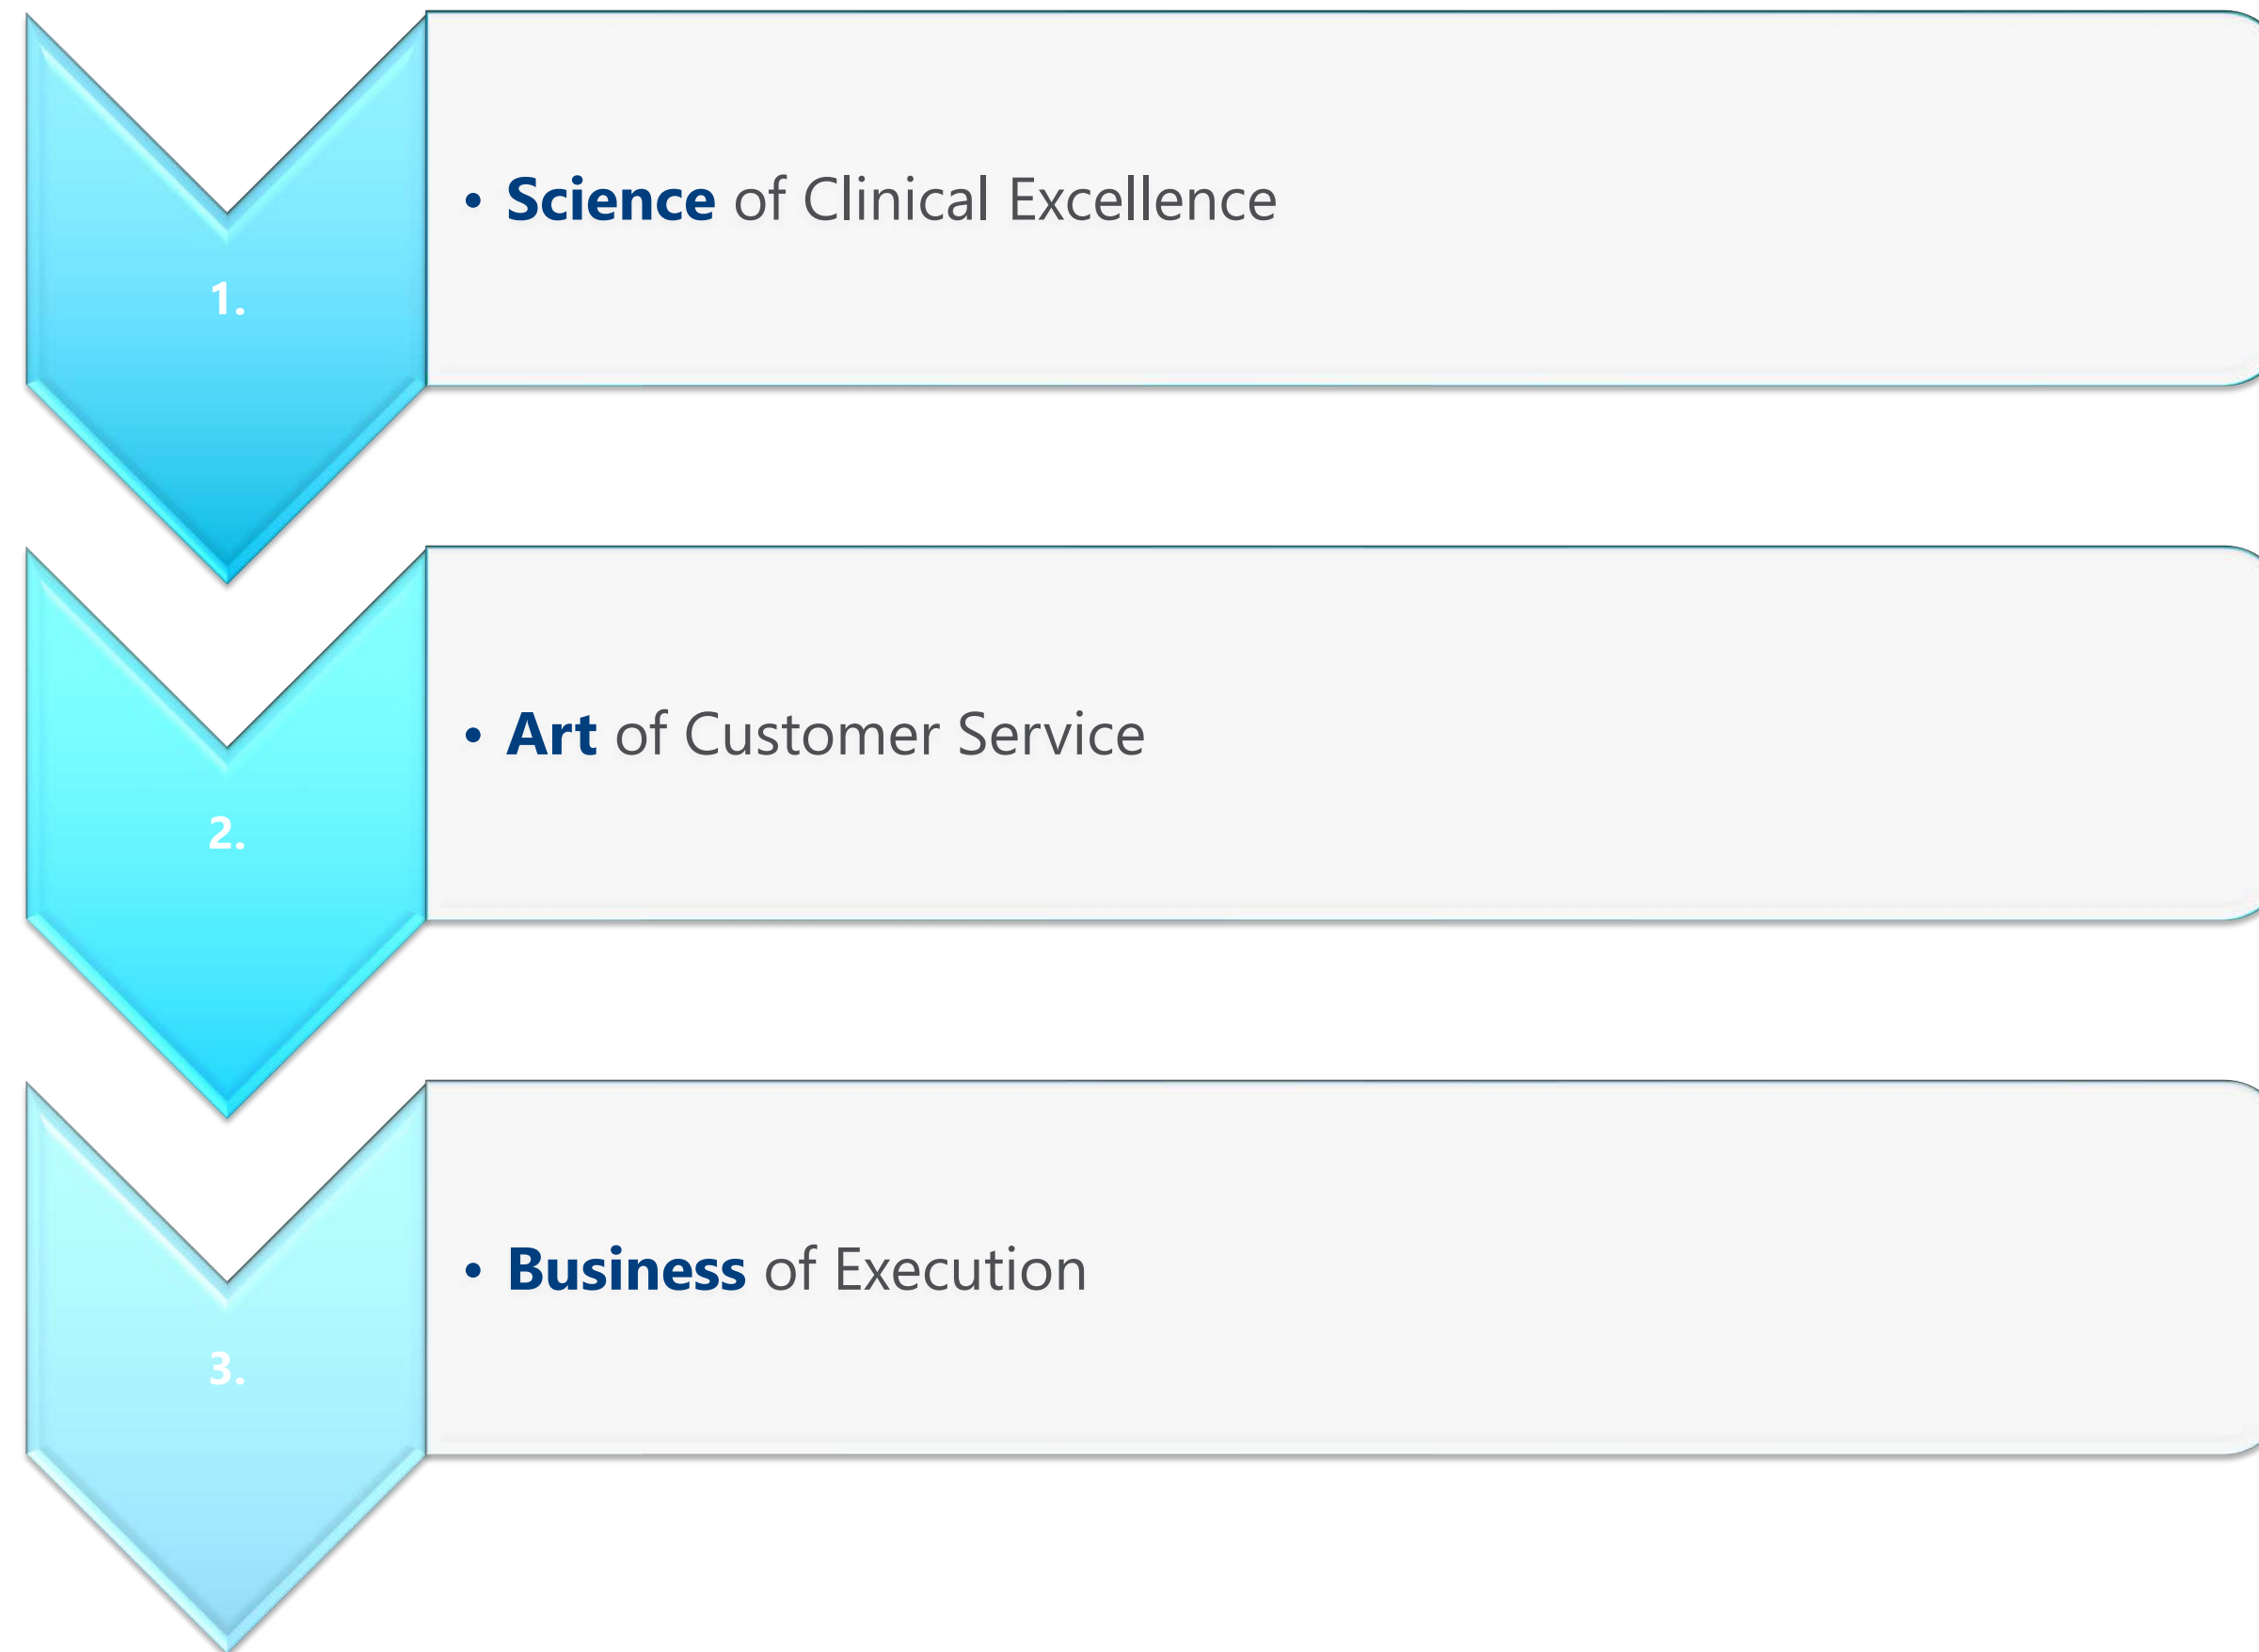 1.
• Science of Clinical Excellence
2.
• Art of Customer Service
3.
• Business of Execution